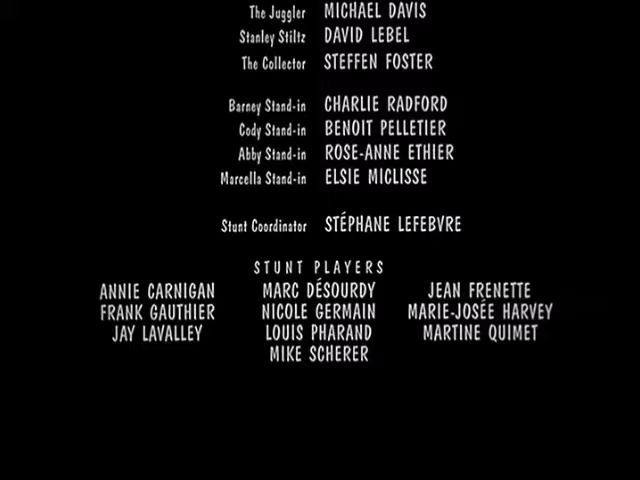 The Juggler MICHAEL DAVIS
Stanley Stiltz DAVID LEBEL
The Collector STEFFEN FOSTER
Barney Stand-in CHARLIE RADFORD
Cody Stand-in BENOIT PELLETIER
Abby Stand-in ROSE-ANNE ETHIER
Marcella Stand-in ELSIE MICLISSE
Stunt Coordinator STÉPHANE LEFEBVRE
STUNT PLAYERS
ANNIE CARNIGAN MARC DÉSOURDY JEAN FRENETTE
FRANK GAUTHIER NICOLE GERMAIN MARIE-JOSÉE HARVEY
JAY LAVALLEY LOUIS PHARAND MARTINE QUIMET
MIKE SCHERER